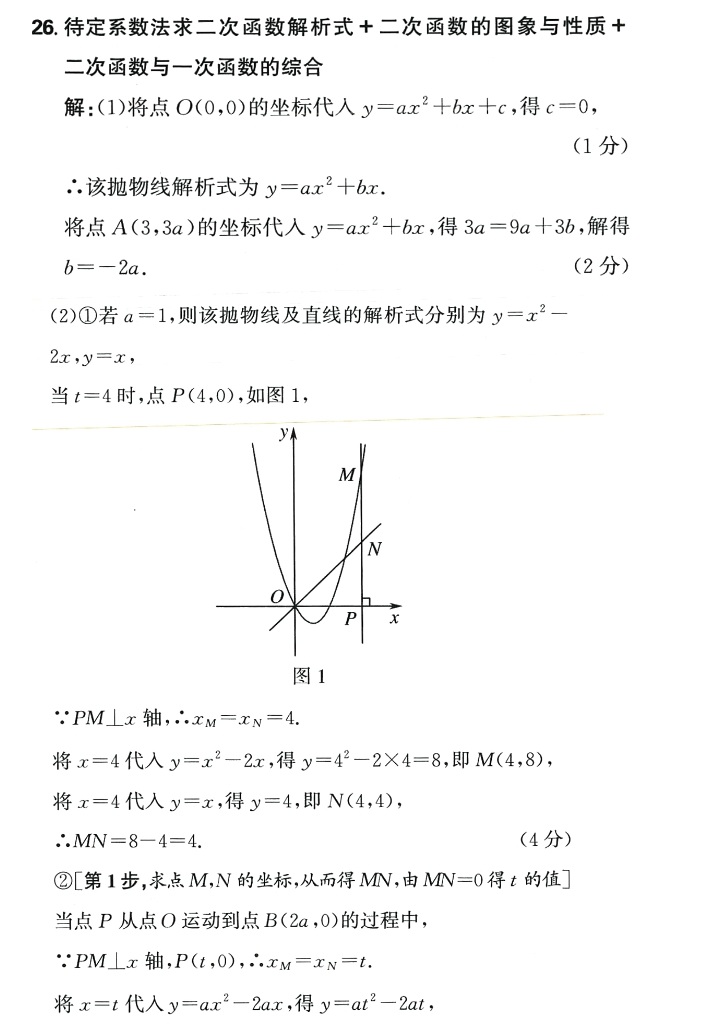 26. 待定系数法求二次函数解析式+二次函数的图象与性质+
二次函数与一次函数的综合
解:(1)将点 O(0,0)的坐标代入 y=ax²+bx+c,得 c=0,
(1 分)
∴该抛物线解析式为 y=ax²+bx.
将点 A(3,3a)的坐标代入 y=ax²+bx,得 3a=9a+3b,解得
b=-2a. (2 分)
(2)①若 a=1,则该抛物线及直线的解析式分别为 y=x²-
2x,y=x,
当 t=4 时,点 P(4,0),如图 1,
y
M
N
O
P x
图 1
∵PM⊥x 轴,∴x_M=x_N=4.
将 x=4 代入 y=x²-2x,得 y=4²-2×4=8,即 M(4,8),
将 x=4 代入 y=x,得 y=4,即 N(4,4),
∴MN=8-4=4. (4 分)
②[第 1 步,求点 M,N 的坐标,从而得 MN,由 MN=0 得 t 的值]
当点 P 从点 O 运动到点 B(2a,0)的过程中,
∵PM⊥x 轴,P(t,0),∴x_M=x_N=t.
将 x=t 代入 y=ax²-2ax,得 y=at²-2at,